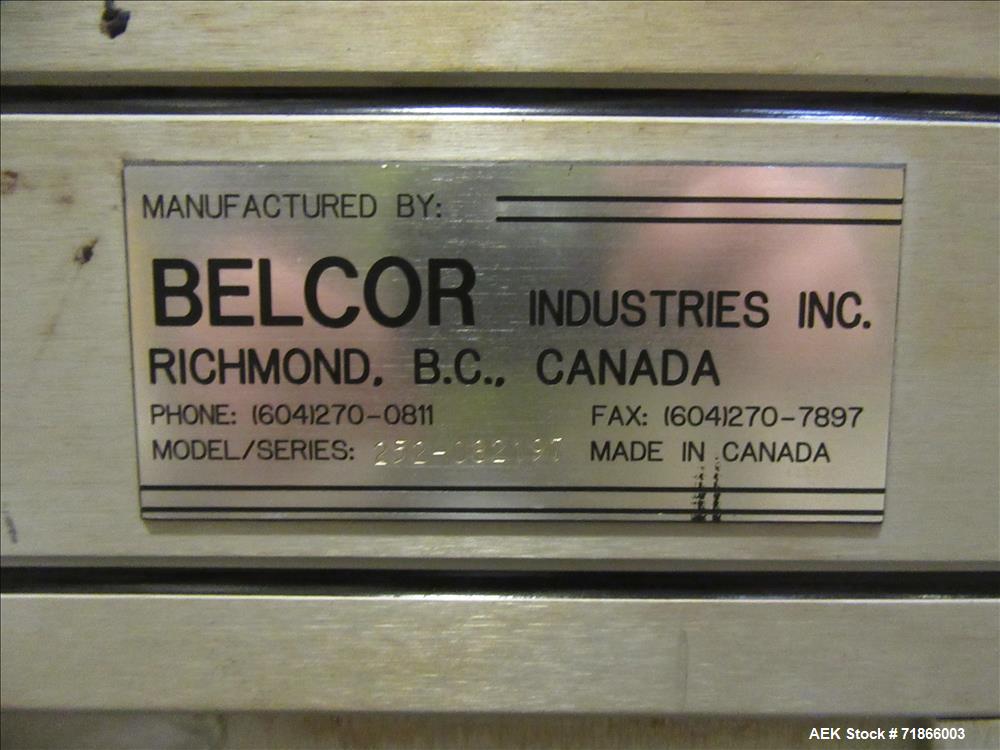 MANUFACTURED BY:
BELCOR INDUSTRIES INC.
RICHMOND, B.C., CANADA
PHONE: (604)270-0811 FAX: (604)270-7897
MODEL/SERIES: MADE IN CANADA
AEK Stock # 71866003